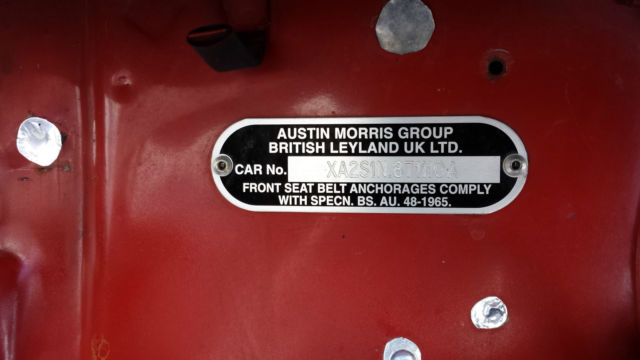 AUSTIN MORRIS GROUP
BRITISH LEYLAND UK LTD.
CAR No.
FRONT SEAT BELT ANCHORAGES COMPLY
WITH SPECN. BS. AU. 48-1965.